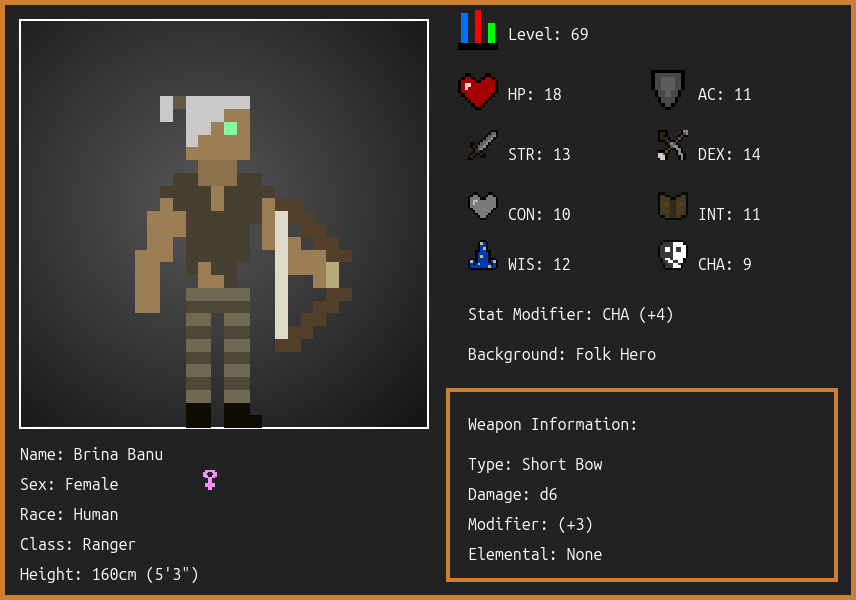 Level: 69
HP: 18
AC: 11
STR: 13
DEX: 14
CON: 10
INT: 11
WIS: 12
CHA: 9
Stat Modifier: CHA (+4)
Background: Folk Hero
Weapon Information:
Type: Short Bow
Damage: d6
Modifier: (+3)
Elemental: None
Name: Brina Banu
Sex: Female
Race: Human
Class: Ranger
Height: 160cm (5'3")